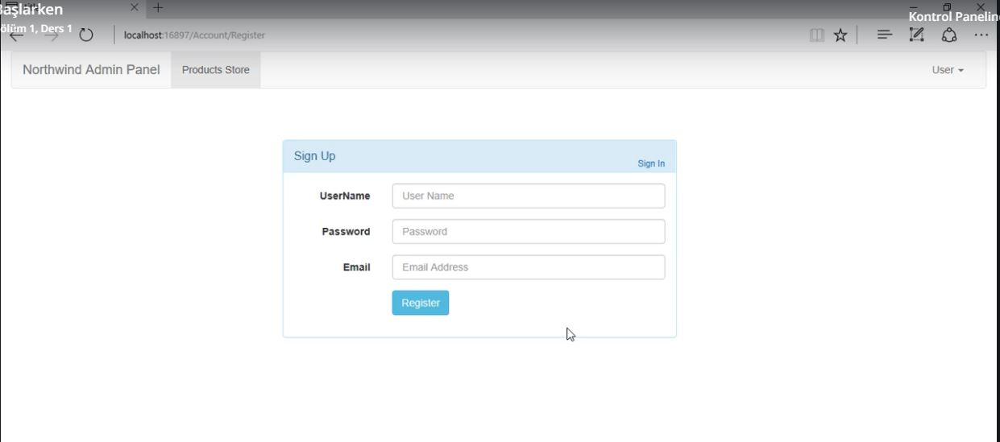 Başlarken
Kontrol Paneline
ölüm 1, Ders 1
localhost:16897/Account/Register
Northwind Admin Panel
Products Store
User
Sign Up
Sign In
UserName
User Name
Password
Password
Email
Email Address
Register